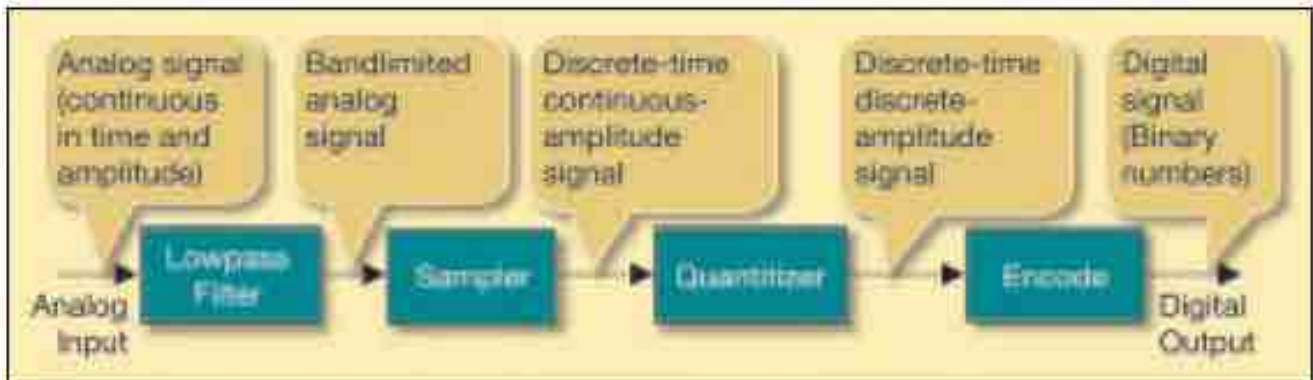 Analog signal
(continuous
in time and
amplitude)
Bandlimited
analog
signal
Discrete-time
continuous-
amplitude
signal
Discrete-time
discrete-
amplitude
signal
Digital
signal
(Binary
numbers)
Analog
Input
Lowpass
Filter
Sampler
Quantitizer
Encode
Digital
Output